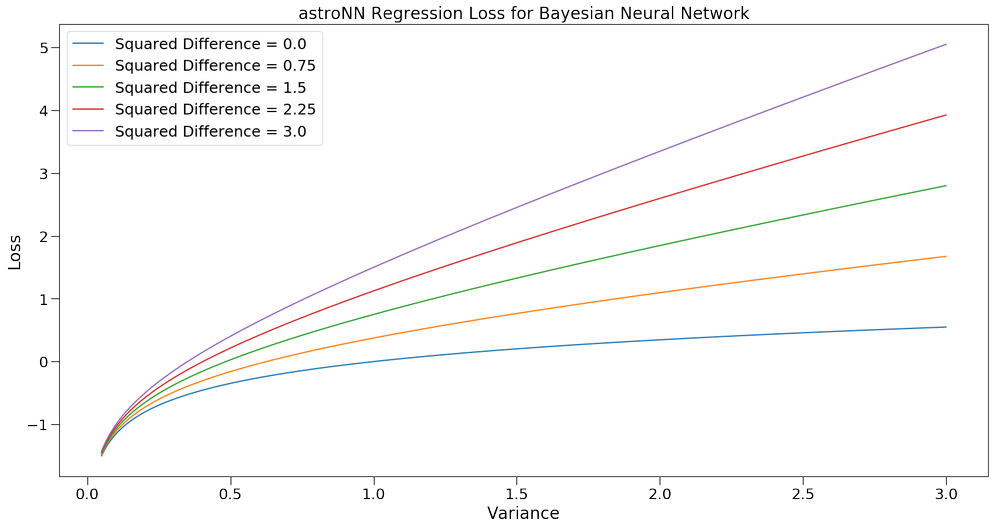 astroNN Regression Loss for Bayesian Neural Network
Squared Difference = 0.0
Squared Difference = 0.75
Squared Difference = 1.5
Squared Difference = 2.25
Squared Difference = 3.0
5
4
3
2
1
0
−1
Loss
0.0 0.5 1.0 1.5 2.0 2.5 3.0
Variance